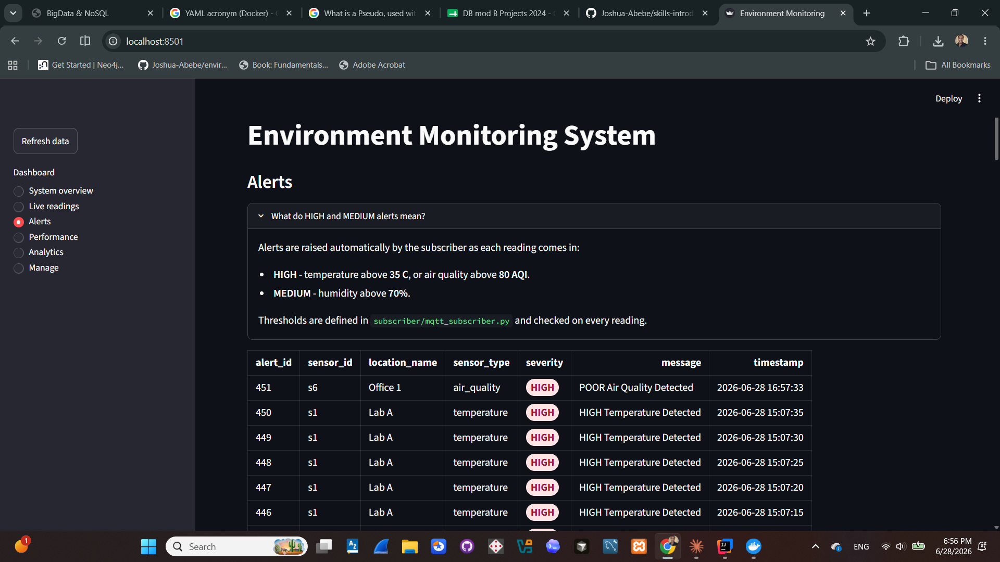 BigData & NoSQL
YAML acronym (Docker) -
What is a Pseudo, used wit
DB mod B Projects 2024 -
Joshua-Abebe/skills-introd
Environment Monitoring
localhost:8501
Get Started | Neo4j...
Joshua-Abebe/envir...
Book: Fundamentals...
Adobe Acrobat
All Bookmarks
Deploy
Refresh data
Dashboard
System overview
Live readings
Alerts
Performance
Analytics
Manage
Environment Monitoring System
Alerts
What do HIGH and MEDIUM alerts mean?
Alerts are raised automatically by the subscriber as each reading comes in:
• HIGH - temperature above 35 C, or air quality above 80 AQI.
• MEDIUM - humidity above 70%.
Thresholds are defined in subscriber/mqtt_subscriber.py and checked on every reading.
alert_id sensor_id location_name sensor_type severity message timestamp
451 s6 Office 1 air_quality HIGH POOR Air Quality Detected 2026-06-28 16:57:33
450 s1 Lab A temperature HIGH HIGH Temperature Detected 2026-06-28 15:07:35
449 s1 Lab A temperature HIGH HIGH Temperature Detected 2026-06-28 15:07:30
448 s1 Lab A temperature HIGH HIGH Temperature Detected 2026-06-28 15:07:25
447 s1 Lab A temperature HIGH HIGH Temperature Detected 2026-06-28 15:07:20
446 s1 Lab A temperature HIGH HIGH Temperature Detected 2026-06-28 15:07:15
1
Search
ENG
6:56 PM
6/28/2026